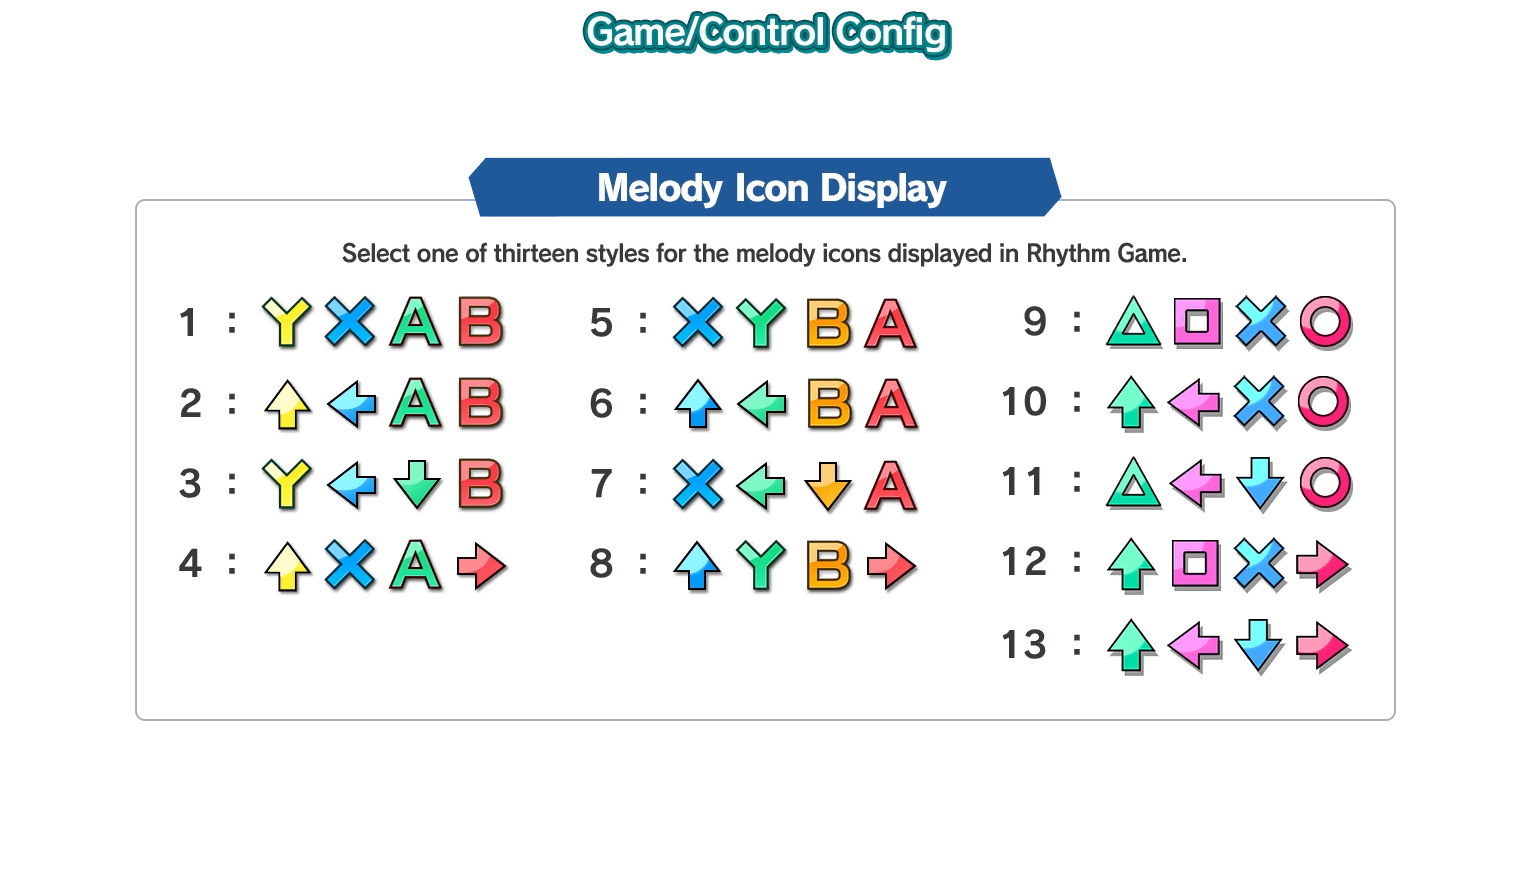 Game/Control Config
Melody Icon Display
Select one of thirteen styles for the melody icons displayed in Rhythm Game.
1 : Y X A B
2 : ↑ ← A B
3 : Y ← ↓ B
4 : ↑ X A →
5 : X Y B A
6 : ↑ ← B A
7 : X ← ↓ A
8 : ↑ Y B →
9 : △ □ X ○
10 : ↑ ← X ○
11 : △ ← ↓ ○
12 : ↑ □ X →
13 : ↑ ← ↓ →